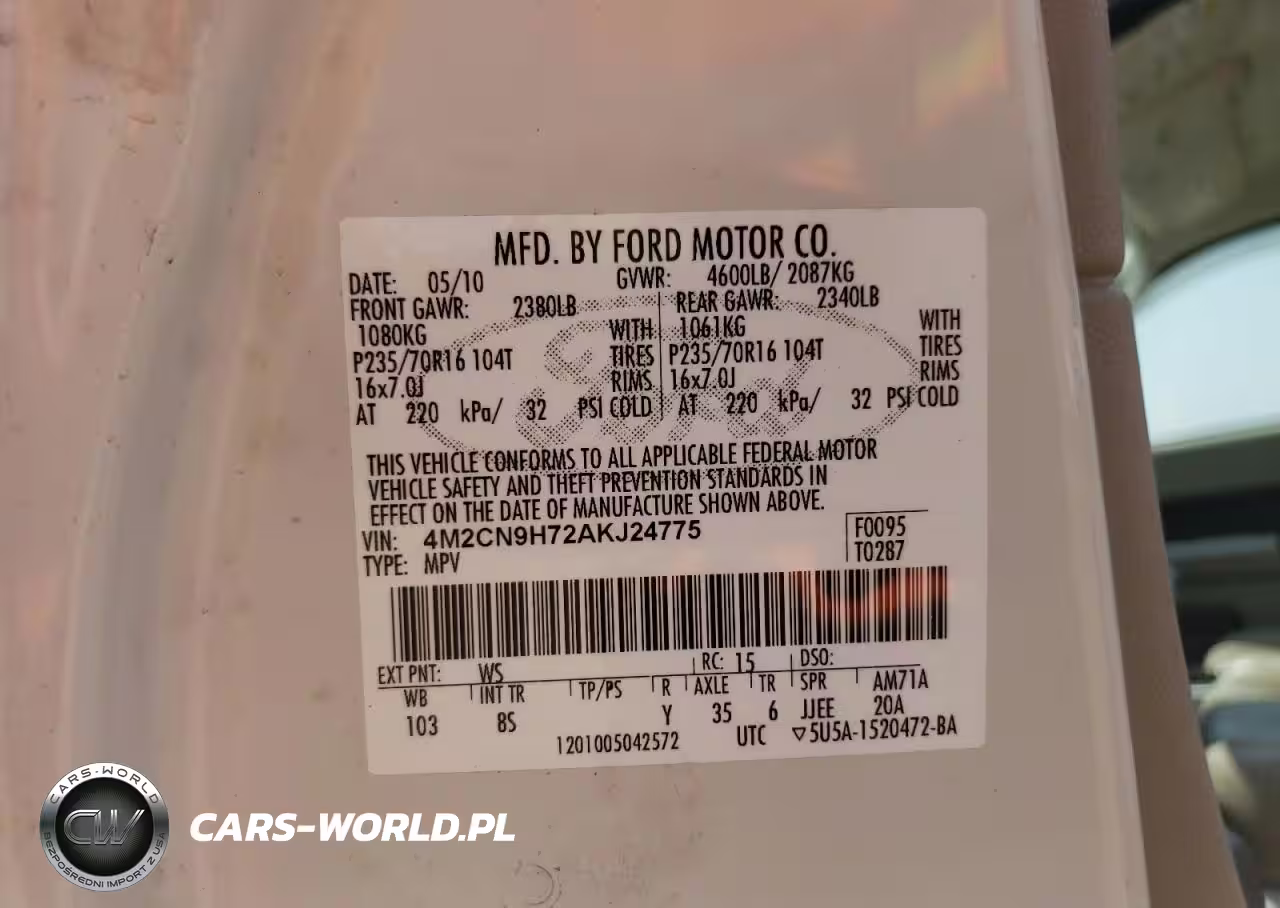 MFD. BY FORD MOTOR CO.
DATE: 05/10 GVWR: 4600LB/ 2087KG
FRONT GAWR: 2380LB REAR GAWR: 2340LB
1080KG WITH 1061KG WITH
P235/70R16 104T TIRES P235/70R16 104T TIRES
16x7.0J RIMS 16x7.0J RIMS
AT 220 kPa/ 32 PSI COLD AT 220 kPa/ 32 PSI COLD
Ford
THIS VEHICLE CONFORMS TO ALL APPLICABLE FEDERAL MOTOR
VEHICLE SAFETY AND THEFT PREVENTION STANDARDS IN
EFFECT ON THE DATE OF MANUFACTURE SHOWN ABOVE.
VIN: 4M2CN9H72AKJ24775 F0095
TYPE: MPV T0287
EXT PNT: WS RC: 15 DSO:
WB INT TR TP/PS R AXLE TR SPR AM71A
103 8S Y 35 6 JJEE 20A
1201005042572 UTC ▽5U5A-1520472-BA
CARS-WORLD
CW
BEZPOŚREDNI IMPORT Z USA
CARS-WORLD.PL